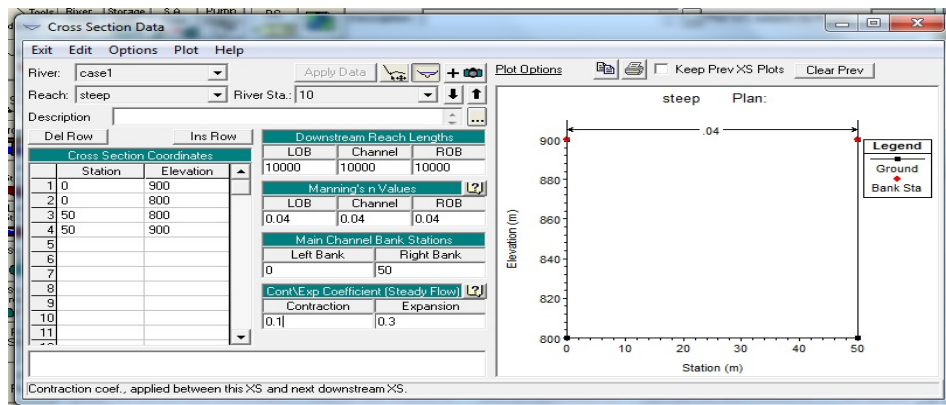 Tools River Storage S.A. Pump
Cross Section Data
Exit Edit Options Plot Help
River: case1 Apply Data Plot Options Keep Prev XS Plots Clear Prev
Reach: steep River Sta.: 10
Description ...
Del Row Ins Row
Cross Section Coordinates
Station Elevation
1 0 900
2 0 800
3 50 800
4 50 900
5
6
7
8
9
10
11
Downstream Reach Lengths
LOB Channel ROB
10000 10000 10000
Manning's n Values
LOB Channel ROB
0.04 0.04 0.04
Main Channel Bank Stations
Left Bank Right Bank
0 50
Cont\Exp Coefficient (Steady Flow)
Contraction Expansion
0.1 0.3
steep Plan:
.04
Legend
Ground
Bank Sta
Elevation (m)
900
880
860
840
820
800
0 10 20 30 40 50
Station (m)
Contraction coef., applied between this XS and next downstream XS.